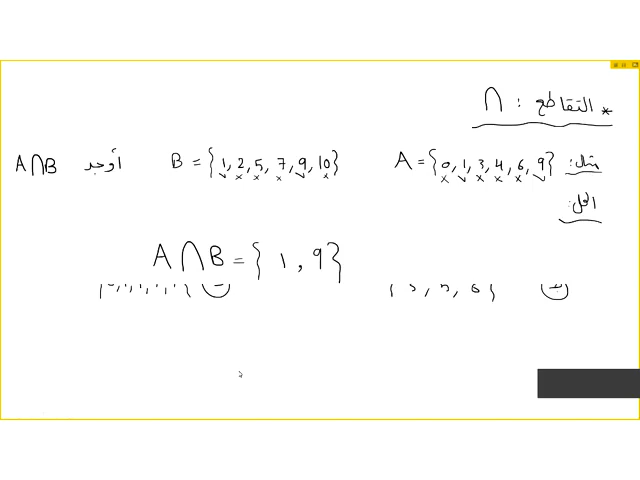 * التقاطع : ∩
مثال: A = {0, 1, 3, 4, 6, 9} B = {1, 2, 5, 7, 9, 10} أوجد A∩B
الحل:
A∩B = {1, 9}